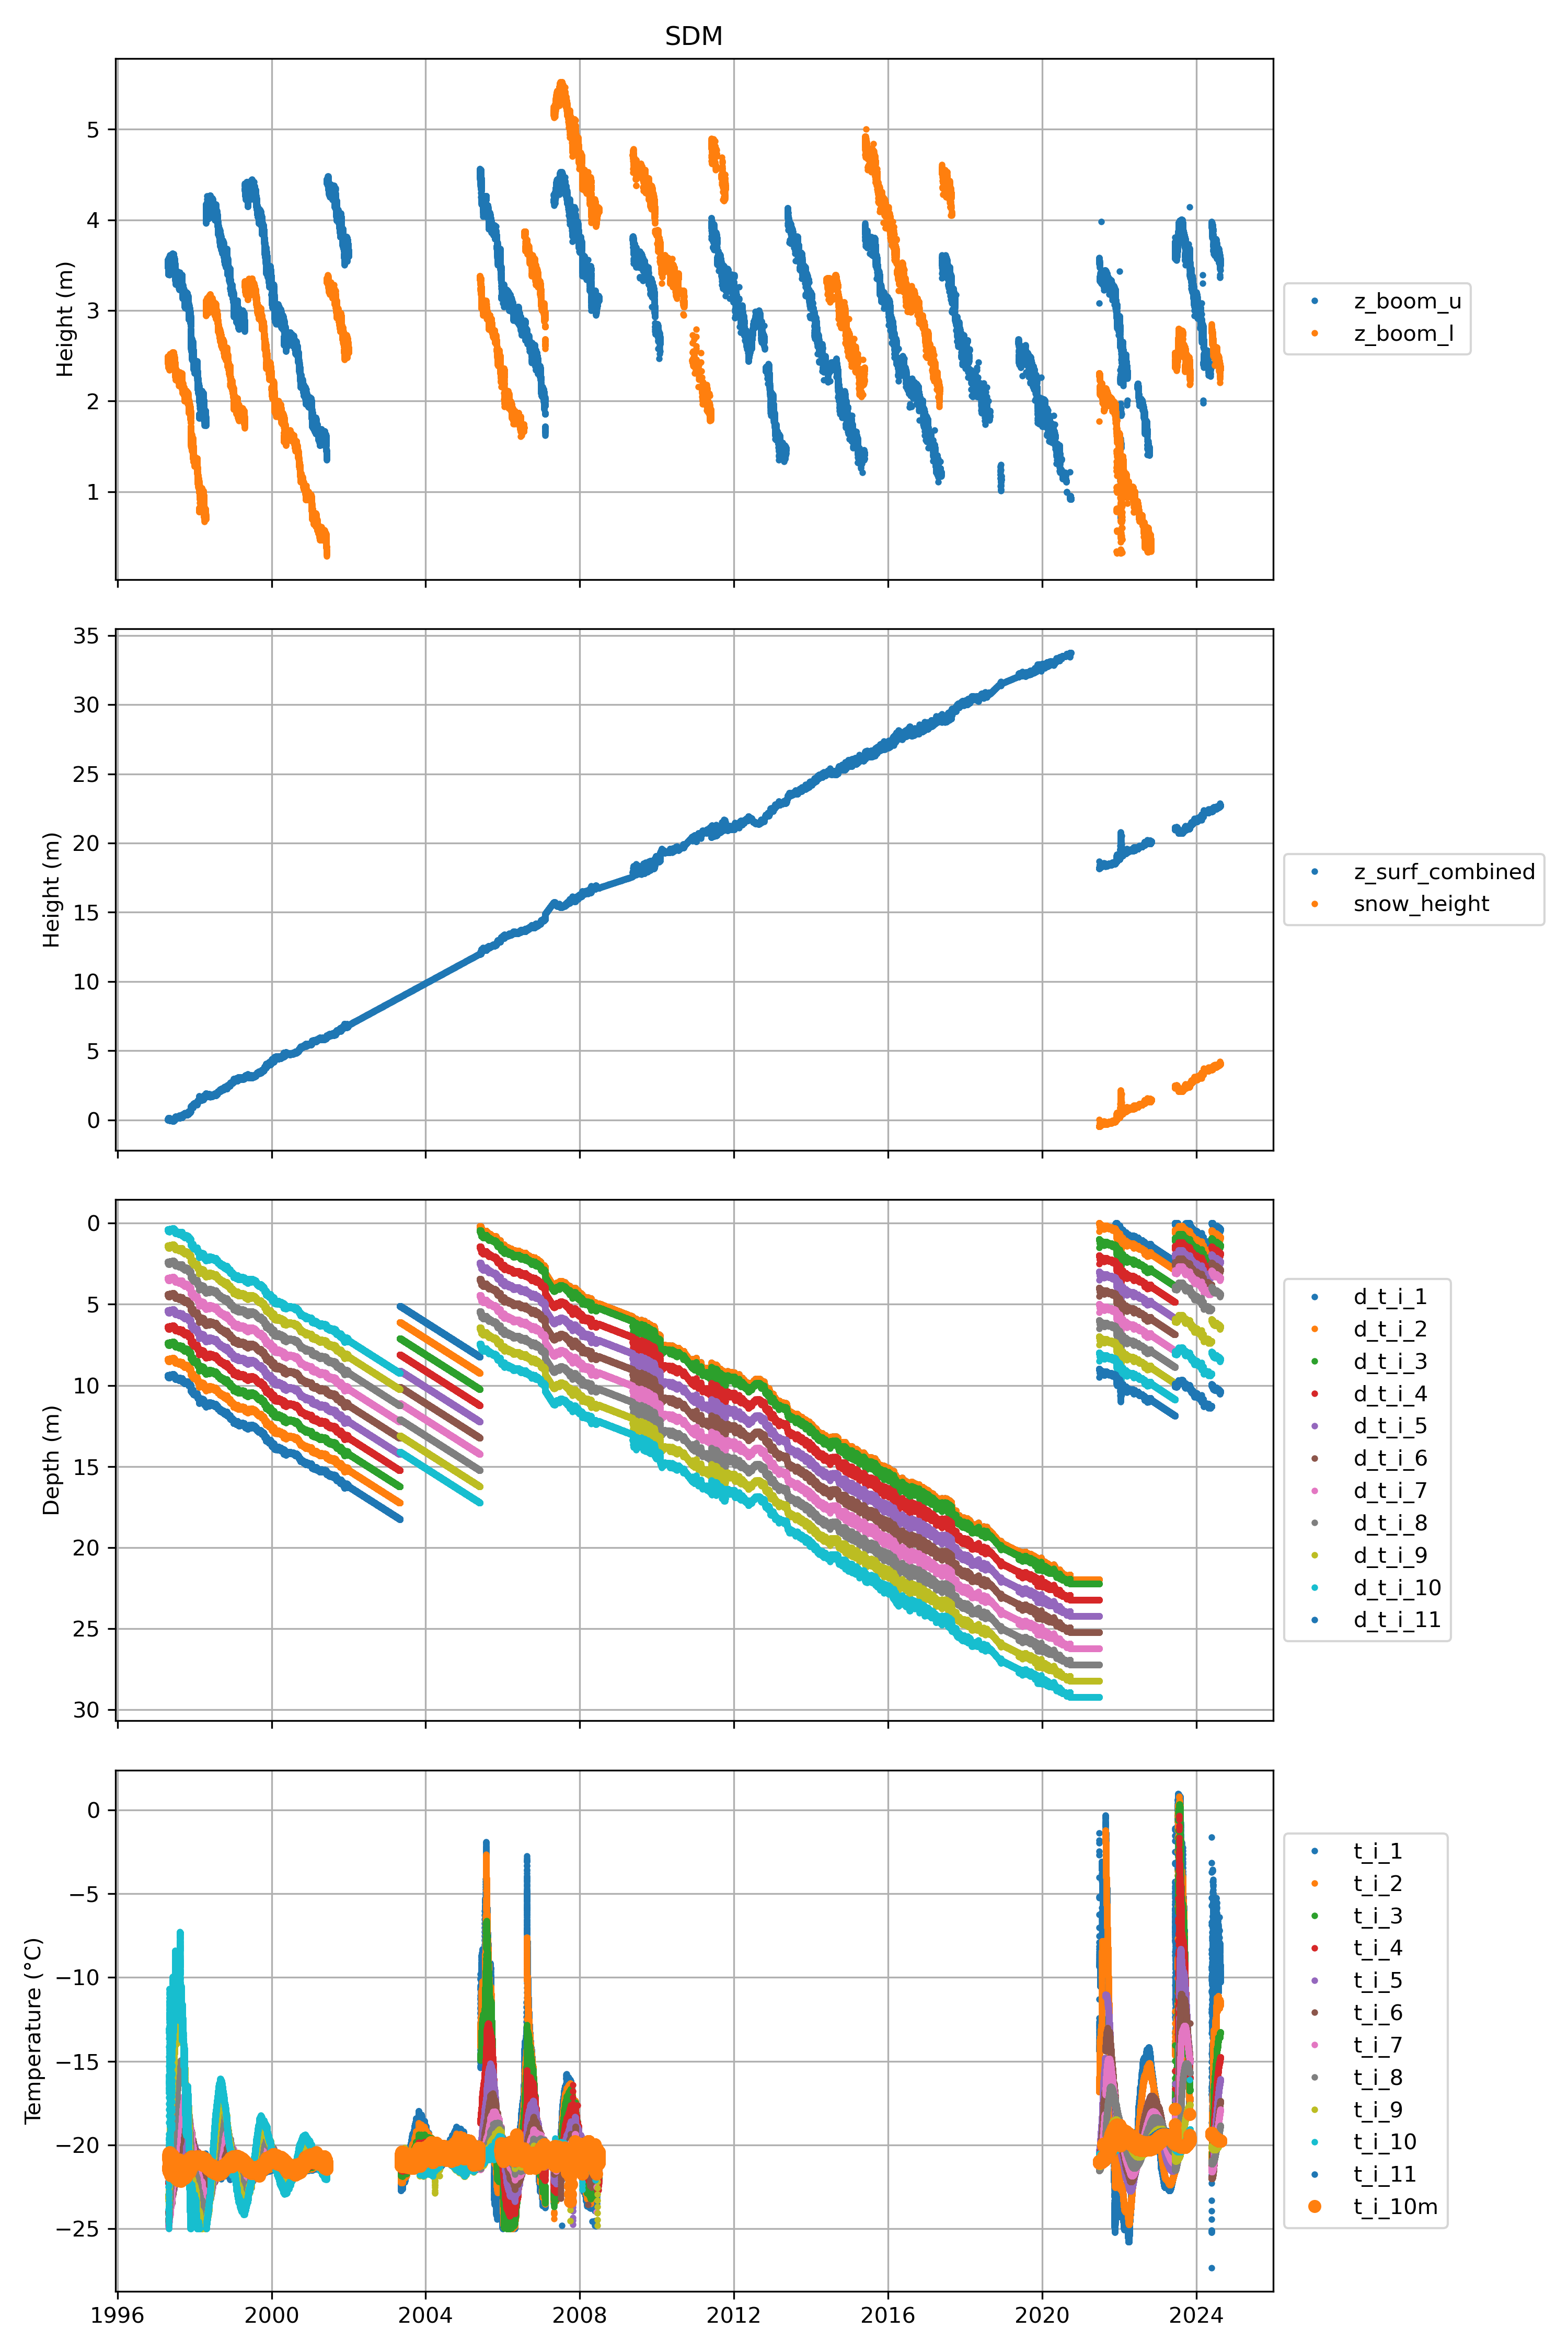 SDM
5
4
3
2
1
Height (m)
z_boom_u
z_boom_l
35
30
25
20
15
10
5
0
Height (m)
z_surf_combined
snow_height
0
5
10
15
20
25
30
Depth (m)
d_t_i_1
d_t_i_2
d_t_i_3
d_t_i_4
d_t_i_5
d_t_i_6
d_t_i_7
d_t_i_8
d_t_i_9
d_t_i_10
d_t_i_11
0
−5
−10
−15
−20
−25
Temperature (°C)
t_i_1
t_i_2
t_i_3
t_i_4
t_i_5
t_i_6
t_i_7
t_i_8
t_i_9
t_i_10
t_i_11
t_i_10m
1996 2000 2004 2008 2012 2016 2020 2024